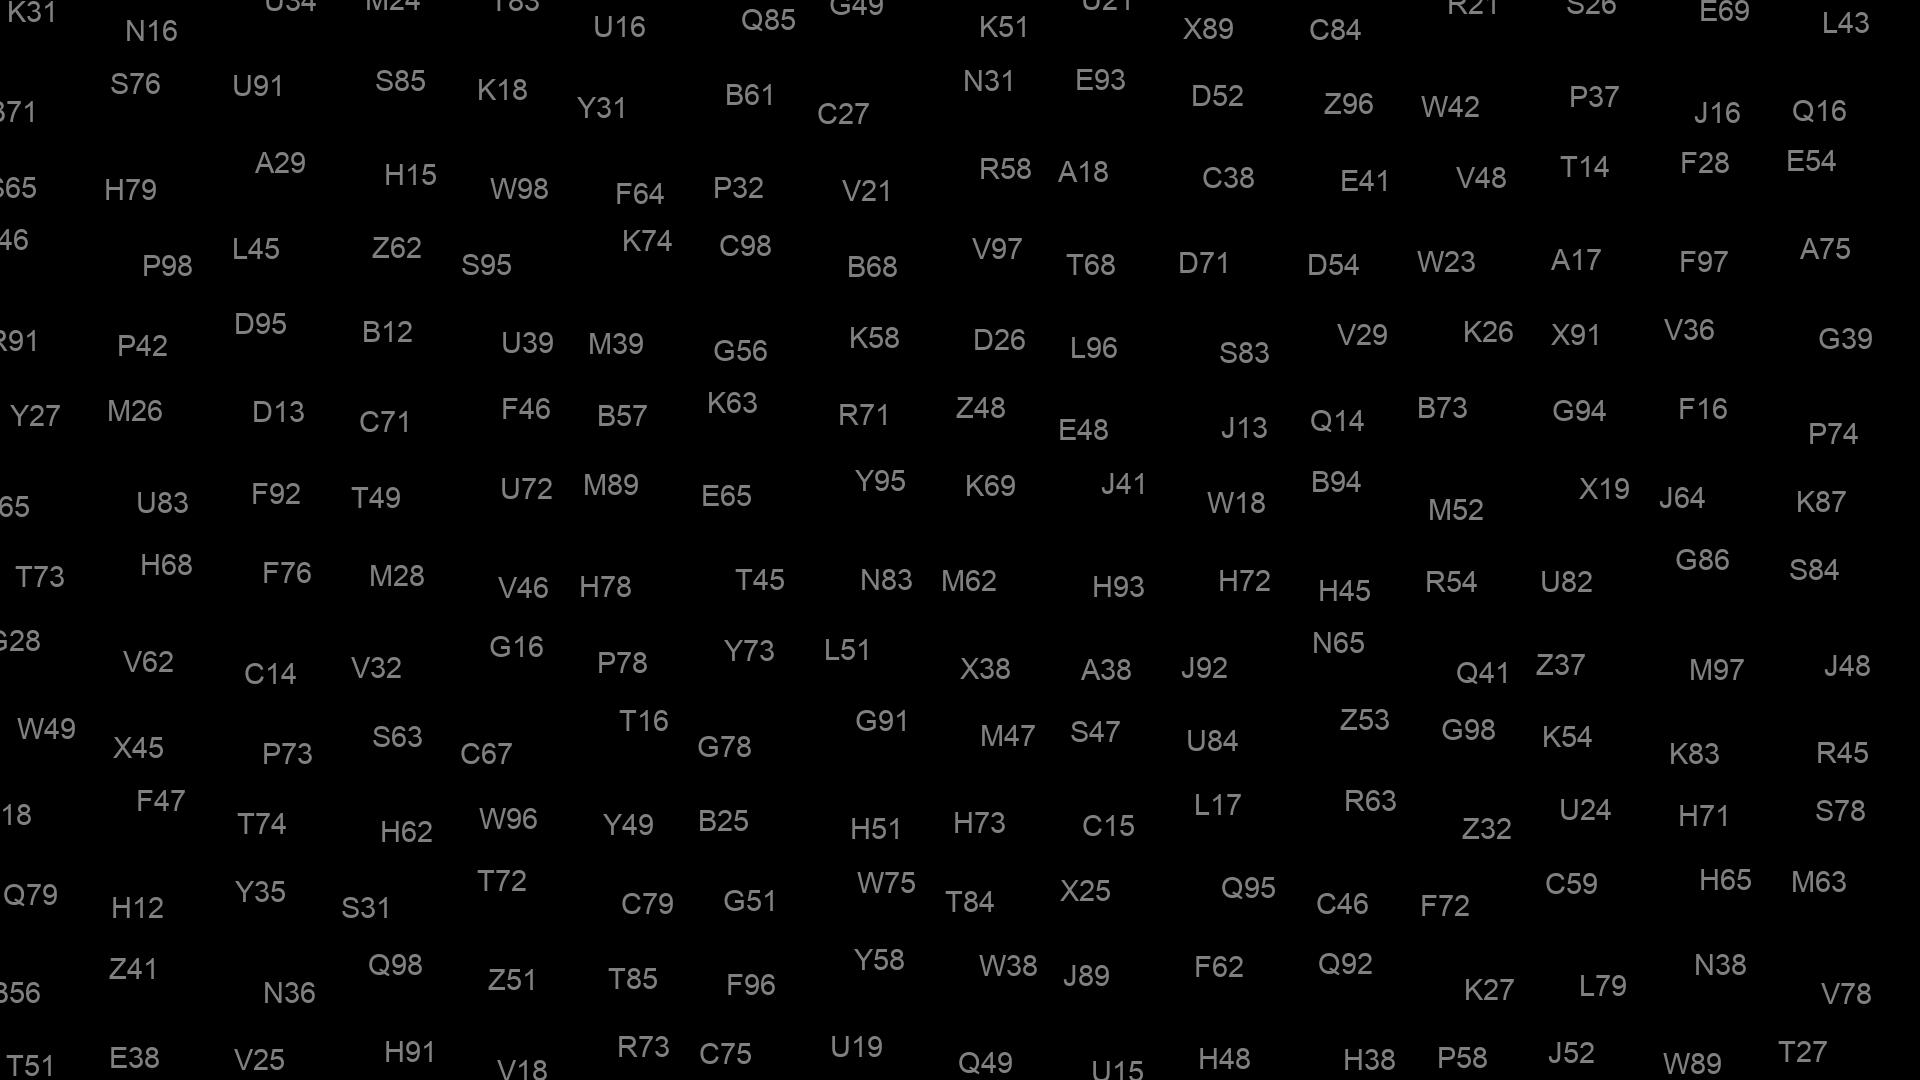 K31 N16 U34 M24 T83 U16 Q85 G49 K51 U21 X89 C84 R21 S26 E69 L43
S76 U91 S85 K18 Y31 B61 C27 N31 E93 D52 Z96 W42 P37 J16 Q16
H79 A29 H15 W98 F64 P32 V21 R58 A18 C38 E41 V48 T14 F28 E54
P98 L45 Z62 S95 K74 C98 B68 V97 T68 D71 D54 W23 A17 F97 A75
R91 P42 D95 B12 U39 M39 G56 K58 D26 L96 S83 V29 K26 X91 V36 G39
Y27 M26 D13 C71 F46 B57 K63 R71 Z48 E48 J13 Q14 B73 G94 F16 P74
U83 F92 T49 U72 M89 E65 Y95 K69 J41 W18 B94 M52 X19 J64 K87
T73 H68 F76 M28 V46 H78 T45 N83 M62 H93 H72 H45 R54 U82 G86 S84
G28 V62 C14 V32 G16 P78 Y73 L51 X38 A38 J92 N65 Q41 Z37 M97 J48
W49 X45 P73 S63 C67 T16 G78 G91 M47 S47 U84 Z53 G98 K54 K83 R45
F47 T74 H62 W96 Y49 B25 H51 H73 C15 L17 R63 Z32 U24 H71 S78
Q79 H12 Y35 S31 T72 C79 G51 W75 T84 X25 Q95 C46 F72 C59 H65 M63
Z41 N36 Q98 Z51 T85 F96 Y58 W38 J89 F62 Q92 K27 L79 N38 V78
T51 E38 V25 H91 V18 R73 C75 U19 Q49 U15 H48 H38 P58 J52 W89 T27